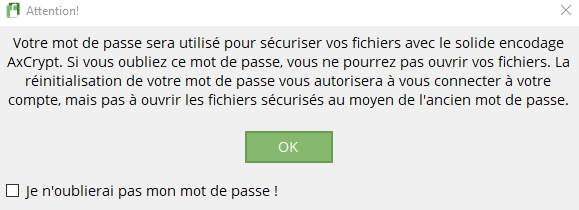 Attention!
Votre mot de passe sera utilisé pour sécuriser vos fichiers avec le solide encodage
AxCrypt. Si vous oubliez ce mot de passe, vous ne pourrez pas ouvrir vos fichiers. La
réinitialisation de votre mot de passe vous autorisera à vous connecter à votre
compte, mais pas à ouvrir les fichiers sécurisés au moyen de l'ancien mot de passe.
OK
Je n'oublierai pas mon mot de passe !